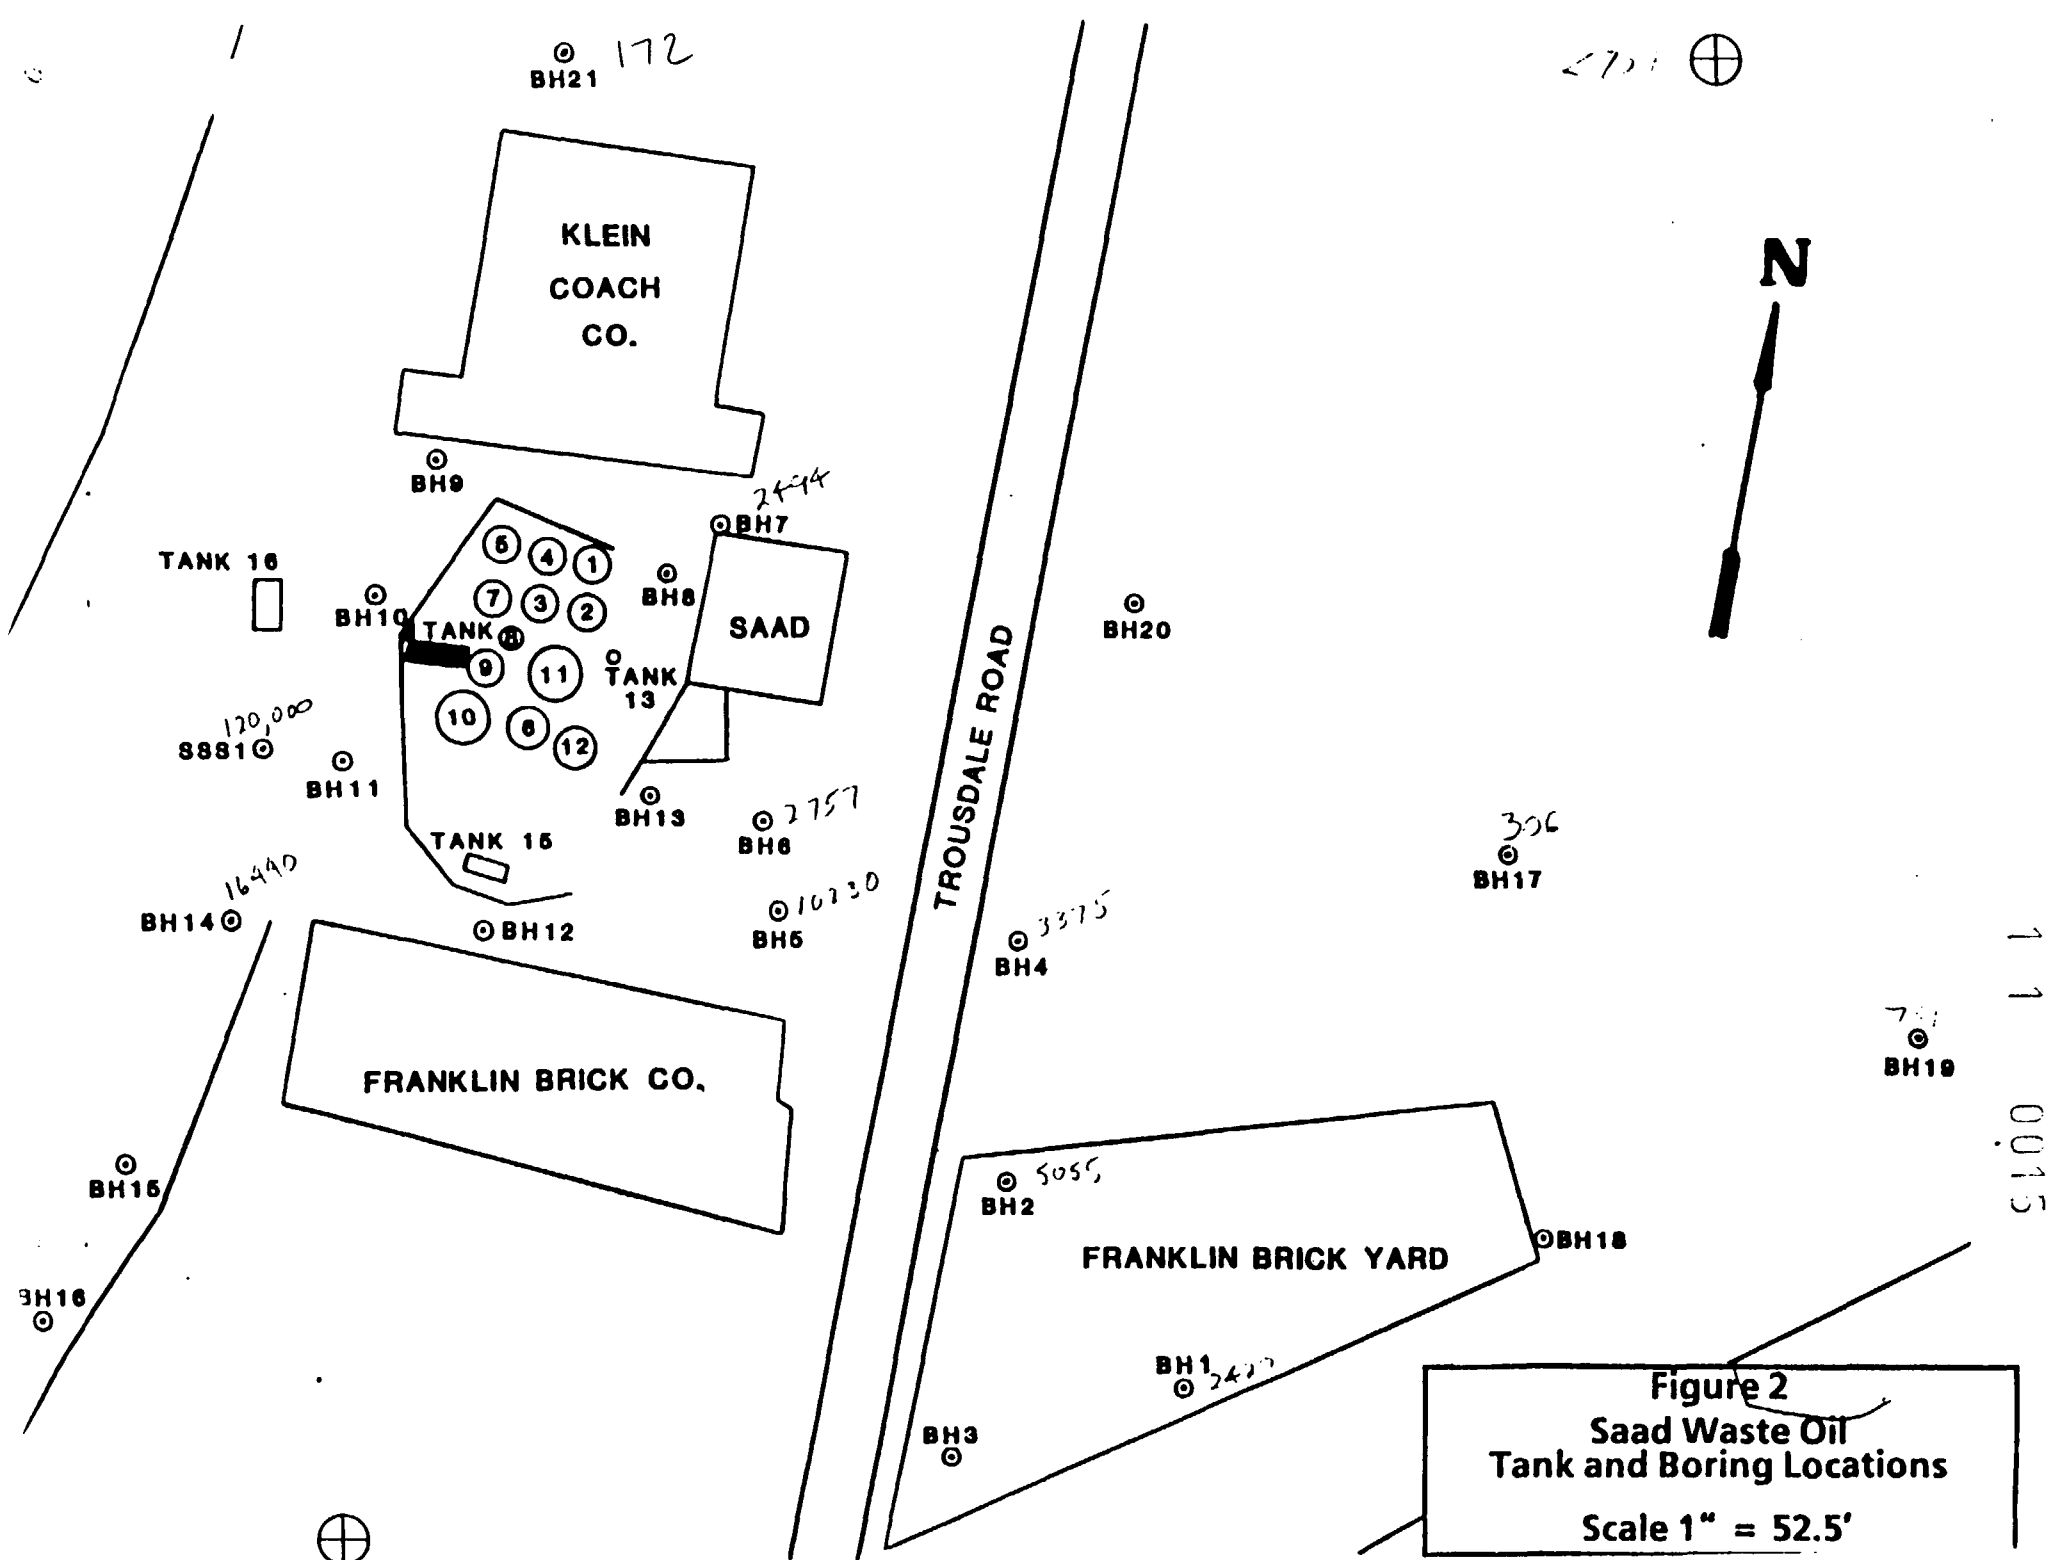 BH21 172
N
KLEIN
COACH
CO.
BH9
2494
BH7
5 4 1
TANK 16
BH8
7 3 2
BH10
TANK 8
SAAD
BH20
9 11
TANK
13
10 6 12
TROUSDALE ROAD
120,000
SSS1
BH11
BH13
2757
BH6
306
BH17
TANK 15
16440
BH14
BH12
10230
BH5
3375
BH4
BH19
FRANKLIN BRICK CO.
11 0015
BH15
5055
BH2
FRANKLIN BRICK YARD
BH18
BH16
BH1
BH3
Figure 2
Saad Waste Oil
Tank and Boring Locations
Scale 1" = 52.5'